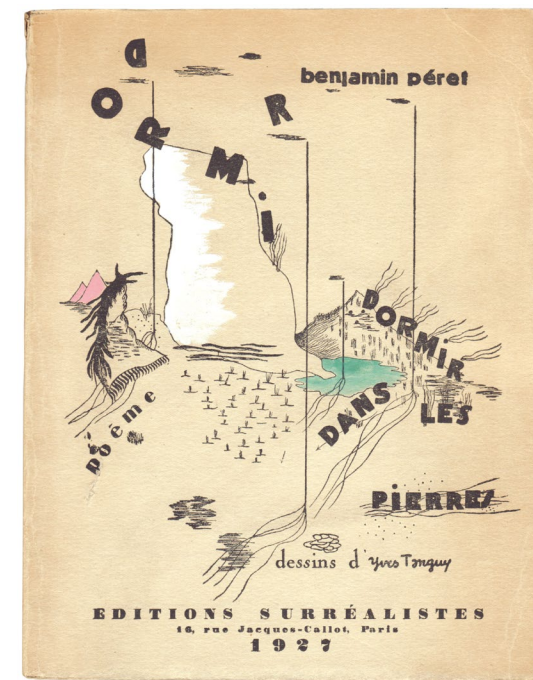 benjamin péret
DORMiR
DORMiR
DANS LES
PiERRES
poème
dessins d' Yves Tanguy
EDITIONS SURRÉALISTES
16, rue Jacques-Callot, Paris
1927